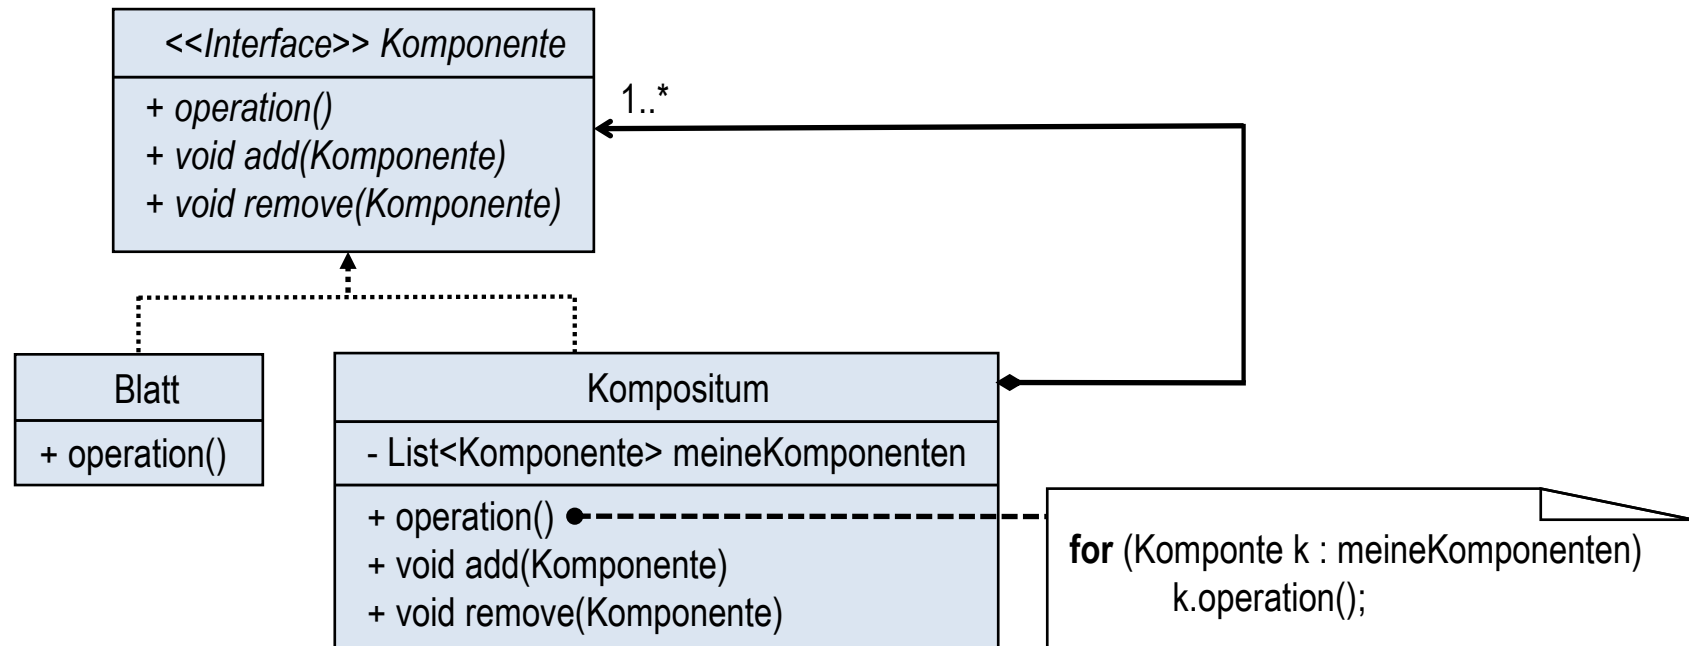 <<Interface>> Komponente
+ operation()
+ void add(Komponente)
+ void remove(Komponente)
1..*
Blatt
+ operation()
Kompositum
- List<Komponente> meineKomponenten
+ operation()
+ void add(Komponente)
+ void remove(Komponente)
for (Komponte k : meineKomponenten)
k.operation();